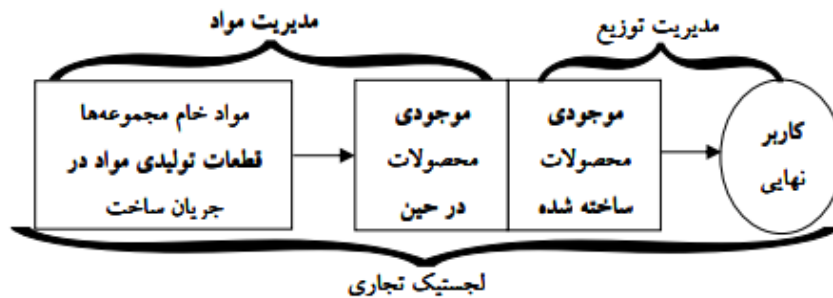 مدیریت مواد
مدیریت توزیع
مواد خام مجموعه‌ها
قطعات تولیدی مواد در
جریان ساخت
موجودی
محصولات
در حین
موجودی
محصولات
ساخته شده
کاربر
نهایی
لجستیک تجاری